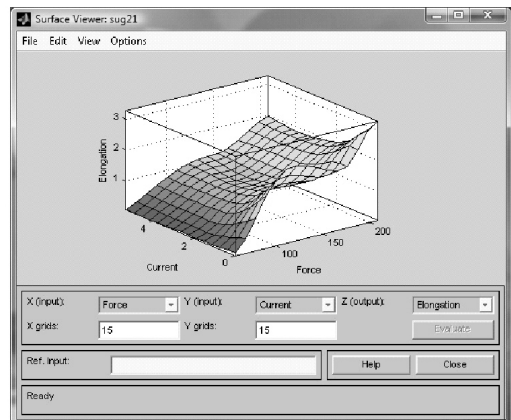 Surface Viewer: sug21
File Edit View Options
3
2
1
Elongation
4
2
0
Current
100
150
200
Force
X (input): Force Y (input): Current Z (output): Elongation
X grids: 15 Y grids: 15 Evaluate
Ref. Input: Help Close
Ready